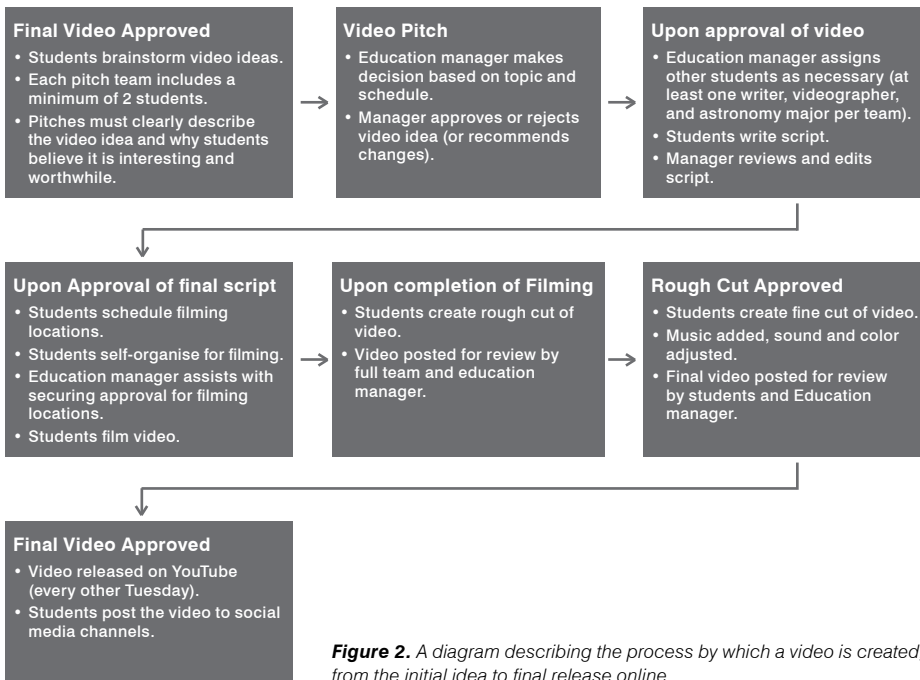 Final Video Approved
• Students brainstorm video ideas.
• Each pitch team includes a
minimum of 2 students.
• Pitches must clearly describe
the video idea and why students
believe it is interesting and
worthwhile.
Video Pitch
• Education manager makes
decision based on topic and
schedule.
• Manager approves or rejects
video idea (or recommends
changes).
Upon approval of video
• Education manager assigns
other students as necessary (at
least one writer, videographer,
and astronomy major per team).
• Students write script.
• Manager reviews and edits
script.
Upon Approval of final script
• Students schedule filming
locations.
• Students self-organise for filming.
• Education manager assists with
securing approval for filming
locations.
• Students film video.
Upon completion of Filming
• Students create rough cut of
video.
• Video posted for review by
full team and education
manager.
Rough Cut Approved
• Students create fine cut of video.
• Music added, sound and color
adjusted.
• Final video posted for review
by students and Education
manager.
Final Video Approved
• Video released on YouTube
(every other Tuesday).
• Students post the video to social
media channels.
Figure 2. A diagram describing the process by which a video is created,
from the initial idea to final release online.